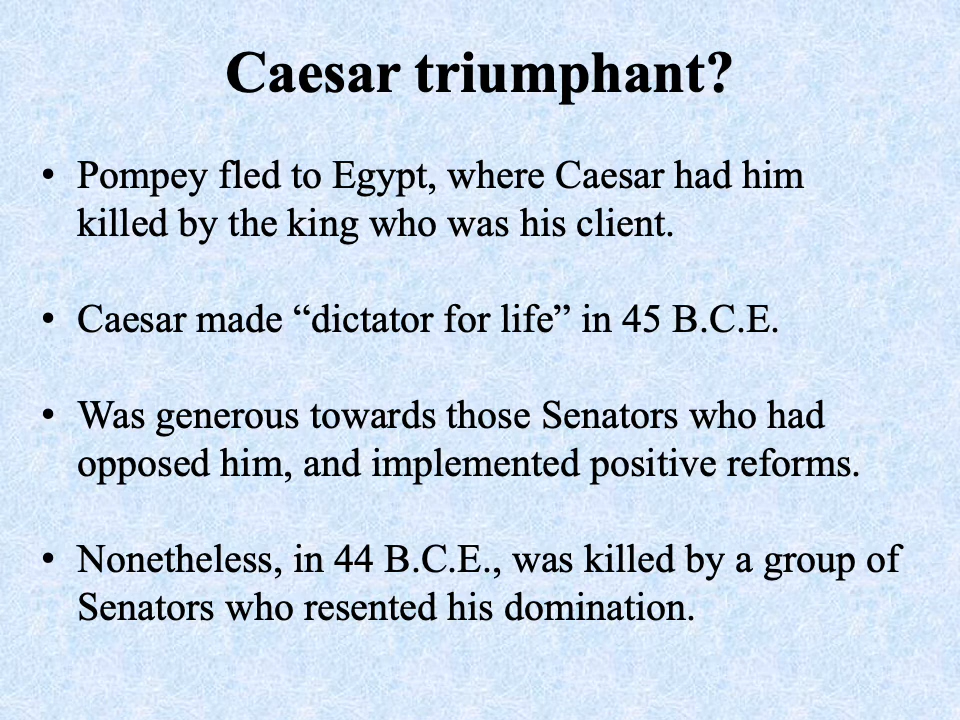 Caesar triumphant?
• Pompey fled to Egypt, where Caesar had him
killed by the king who was his client.
• Caesar made “dictator for life” in 45 B.C.E.
• Was generous towards those Senators who had
opposed him, and implemented positive reforms.
• Nonetheless, in 44 B.C.E., was killed by a group of
Senators who resented his domination.